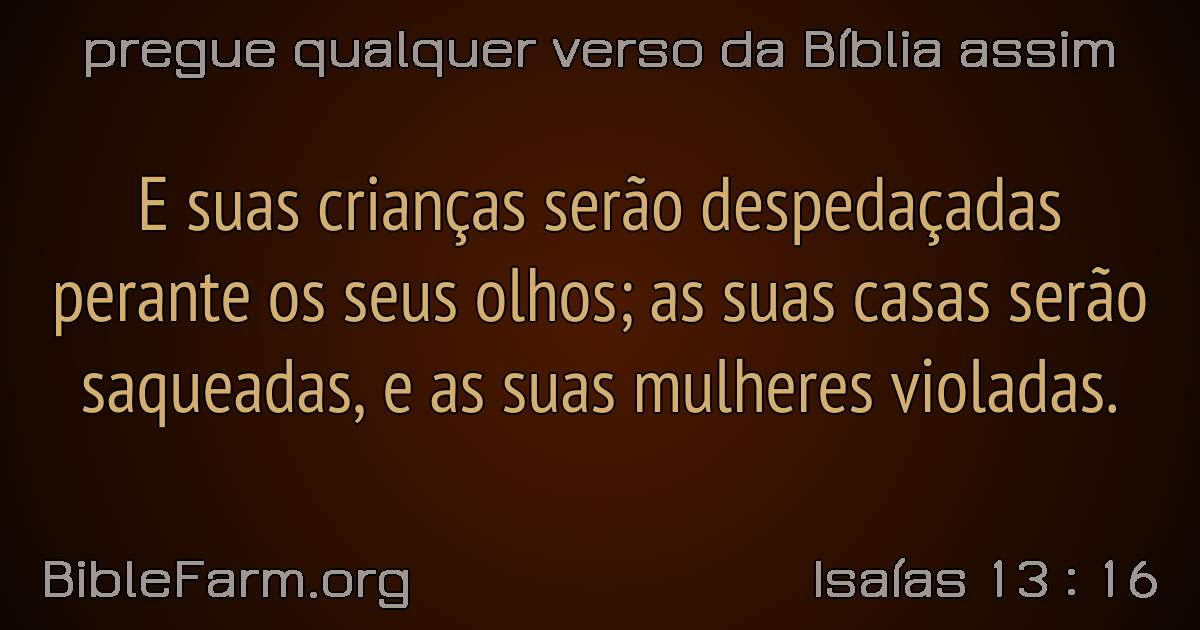 pregue qualquer verso da Bíblia assim
E suas crianças serão despedaçadas
perante os seus olhos; as suas casas serão
saqueadas, e as suas mulheres violadas.
BibleFarm.org
Isaías 13 : 16